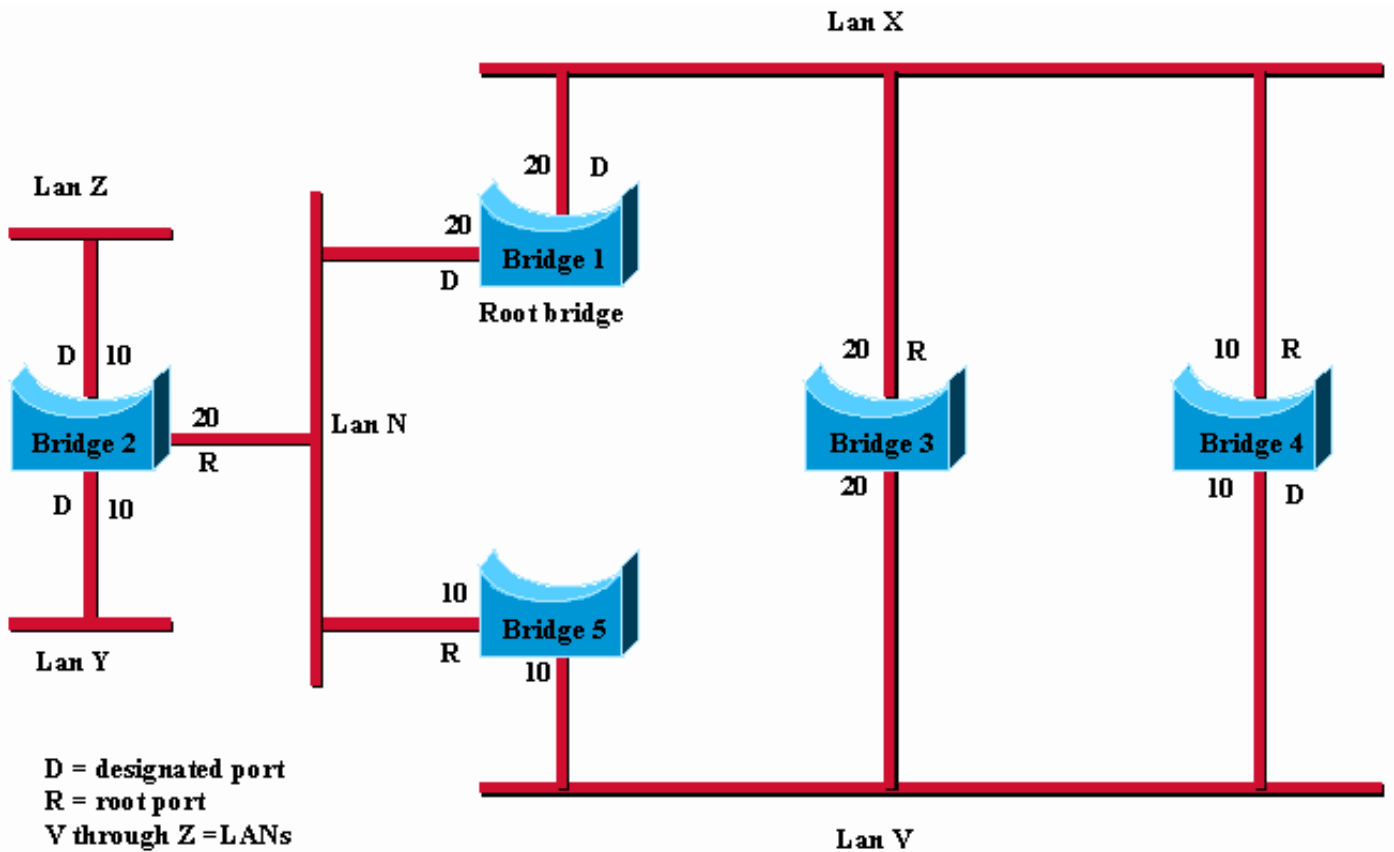 Lan X
20 D
Lan Z
20
Bridge 1
D
Root bridge
D 10
20 R
10 R
20
Lan N
Bridge 2
Bridge 3
Bridge 4
R
D 10
20
10 D
10
Bridge 5
R
10
Lan Y
D = designated port
R = root port
V through Z =LANs
Lan V